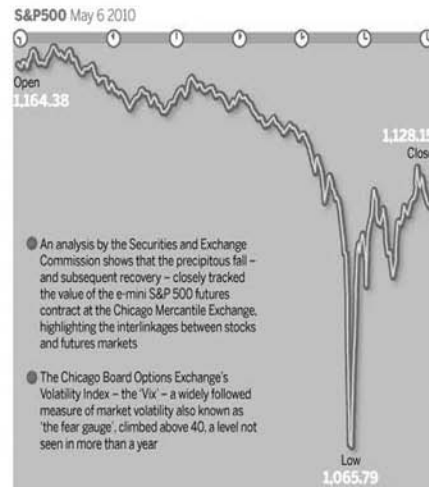 S&P500 May 6 2010
Open
1,164.38
1,128.15
Close
An analysis by the Securities and Exchange
Commission shows that the precipitous fall –
and subsequent recovery – closely tracked
the value of the e-mini S&P 500 futures
contract at the Chicago Mercantile Exchange,
highlighting the interlinkages between stocks
and futures markets
The Chicago Board Options Exchange's
Volatility Index – the 'Vix' – a widely followed
measure of market volatility also known as
'the fear gauge', climbed above 40, a level not
seen in more than a year
Low
1,065.79